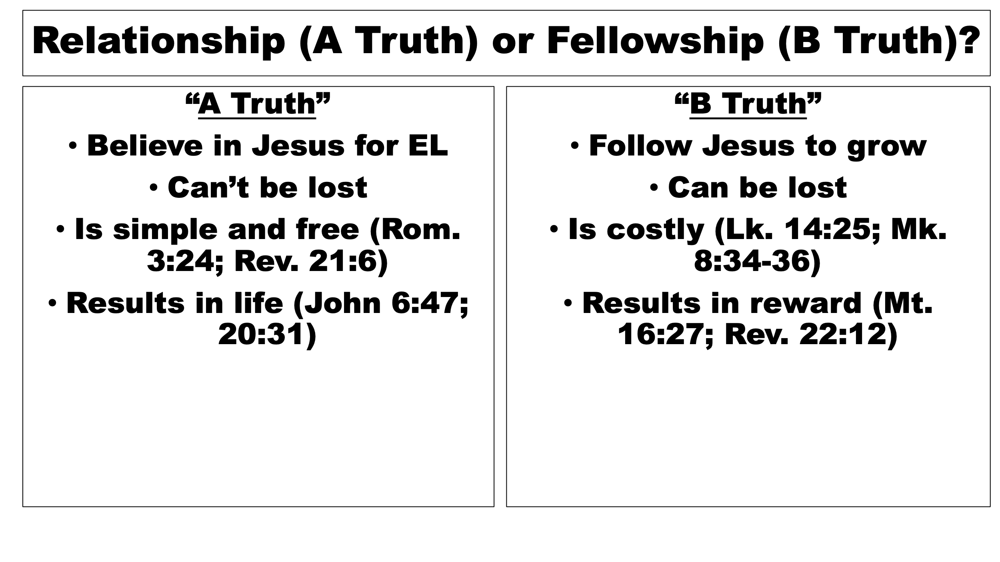 Relationship (A Truth) or Fellowship (B Truth)?
“A Truth”
• Believe in Jesus for EL
• Can’t be lost
• Is simple and free (Rom.
3:24; Rev. 21:6)
• Results in life (John 6:47;
20:31)
“B Truth”
• Follow Jesus to grow
• Can be lost
• Is costly (Lk. 14:25; Mk.
8:34-36)
• Results in reward (Mt.
16:27; Rev. 22:12)